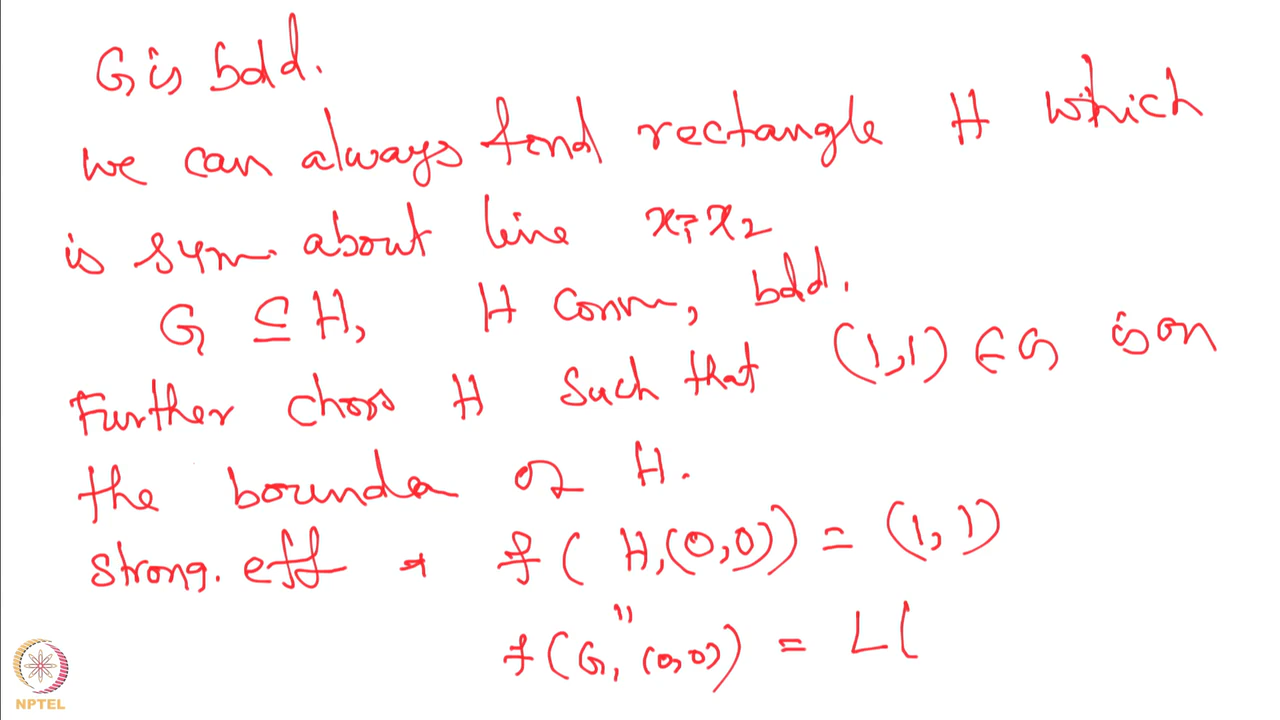 G is bdd.
we can always find rectangle H which
is sym. about line x₁=x₂
G ⊆ H, H conv, bdd.
Further choos H such that (1,1) ∈ G is on
the boundar of H.
strong. eff → f(H,(0,0)) = (1,1)
"
f(G,(0,0)) = L(
NPTEL